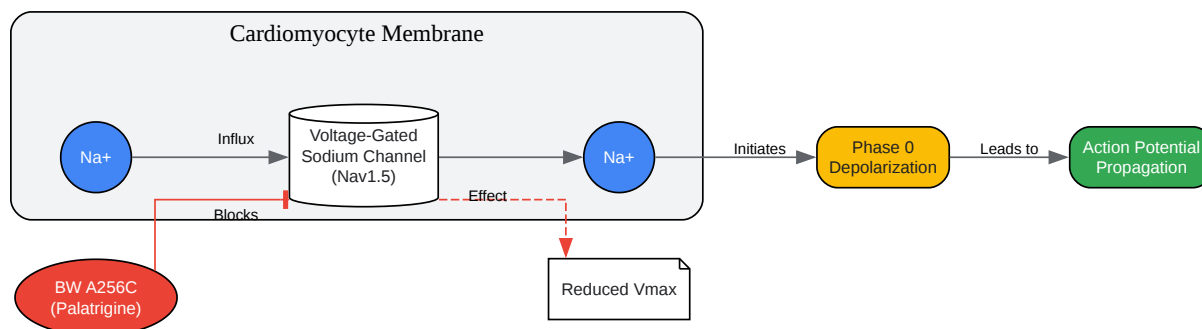 Cardiomyocyte Membrane
Na+
Influx
Voltage-Gated
Sodium Channel
(Nav1.5)
Na+
Initiates
Phase 0
Depolarization
Leads to
Action Potential
Propagation
Blocks
Effect
BW A256C
(Palatrigine)
Reduced Vmax